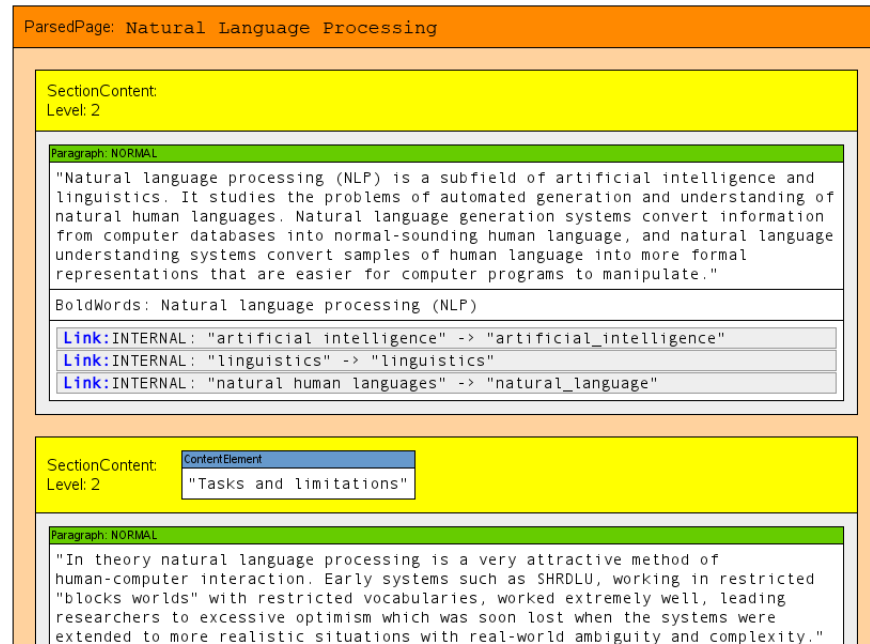 ParsedPage: Natural Language Processing
SectionContent:
Level: 2
Paragraph: NORMAL
"Natural language processing (NLP) is a subfield of artificial intelligence and
linguistics. It studies the problems of automated generation and understanding of
natural human languages. Natural language generation systems convert information
from computer databases into normal-sounding human language, and natural language
understanding systems convert samples of human language into more formal
representations that are easier for computer programs to manipulate."
BoldWords: Natural language processing (NLP)
Link:INTERNAL: "artificial intelligence" -> "artificial_intelligence"
Link:INTERNAL: "linguistics" -> "linguistics"
Link:INTERNAL: "natural human languages" -> "natural_language"
SectionContent:
Level: 2
ContentElement
"Tasks and limitations"
Paragraph: NORMAL
"In theory natural language processing is a very attractive method of
human-computer interaction. Early systems such as SHRDLU, working in restricted
"blocks worlds" with restricted vocabularies, worked extremely well, leading
researchers to excessive optimism which was soon lost when the systems were
extended to more realistic situations with real-world ambiguity and complexity."